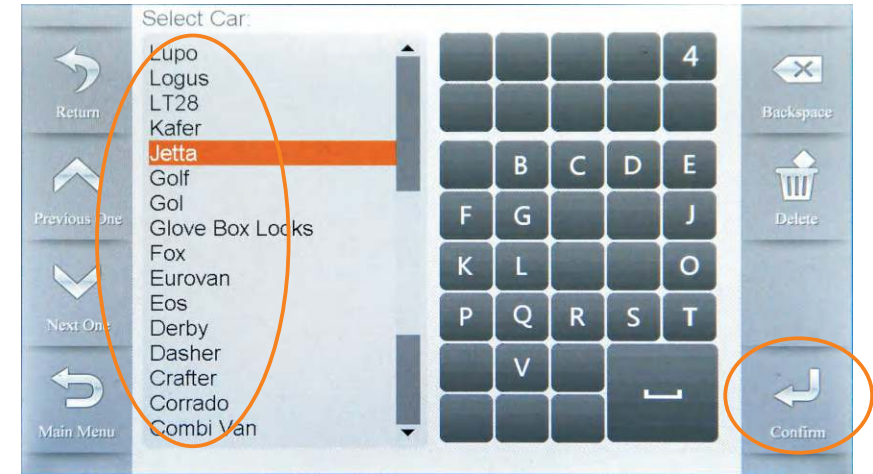 Select Car:
Lupo
Logus
LT28
Kafer
Jetta
Golf
Gol
Glove Box Locks
Fox
Eurovan
Eos
Derby
Dasher
Crafter
Corrado
Combi Van
Return
Previous One
Next One
Main Menu
4
B C D E
F G J
K L O
P Q R S T
V
Backspace
Delete
Confirm